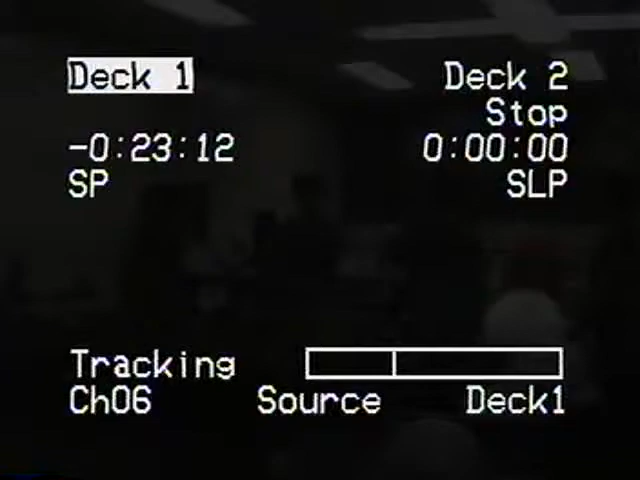 Deck 1 Deck 2
Stop
-0:23:12 0:00:00
SP SLP
Tracking
Ch06 Source Deck1